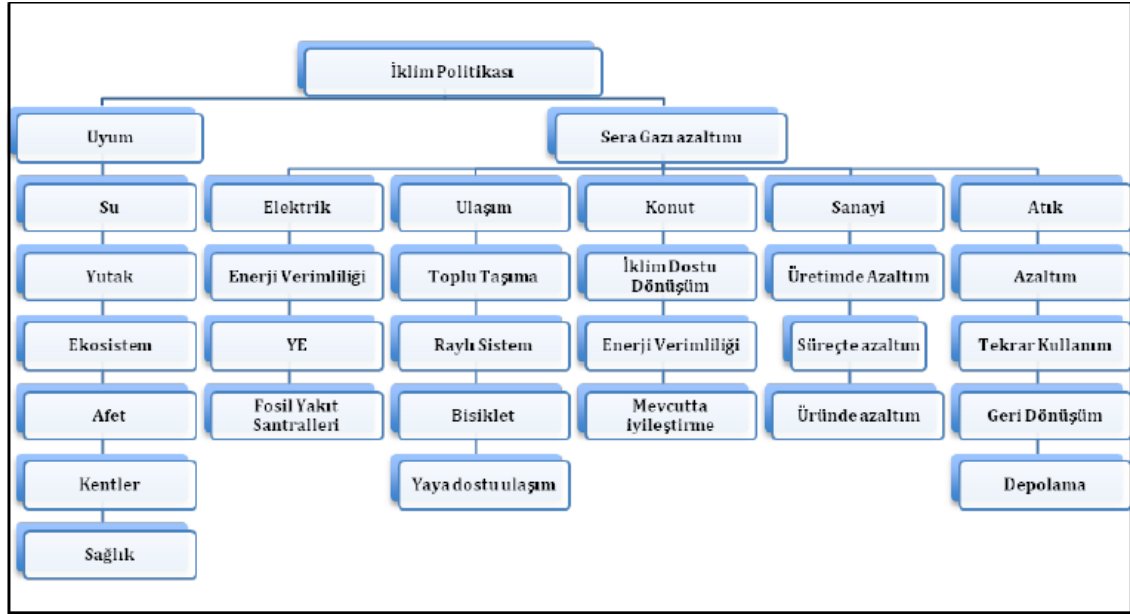 İklim Politikası
Uyum
Sera Gazı azaltımı
Su
Elektrik
Ulaşım
Konut
Sanayi
Atık
Yutak
Enerji Verimliliği
Toplu Taşıma
İklim Dostu
Dönüşüm
Üretimde Azaltım
Azaltım
Ekosistem
YE
Raylı Sistem
Enerji Verimliliği
Süreçte azaltım
Tekrar Kullanım
Afet
Fosil Yakıt
Santralleri
Bisiklet
Mevcutta
iyileştirme
Üründe azaltım
Geri Dönüşüm
Kentler
Yaya dostu ulaşım
Depolama
Sağlık